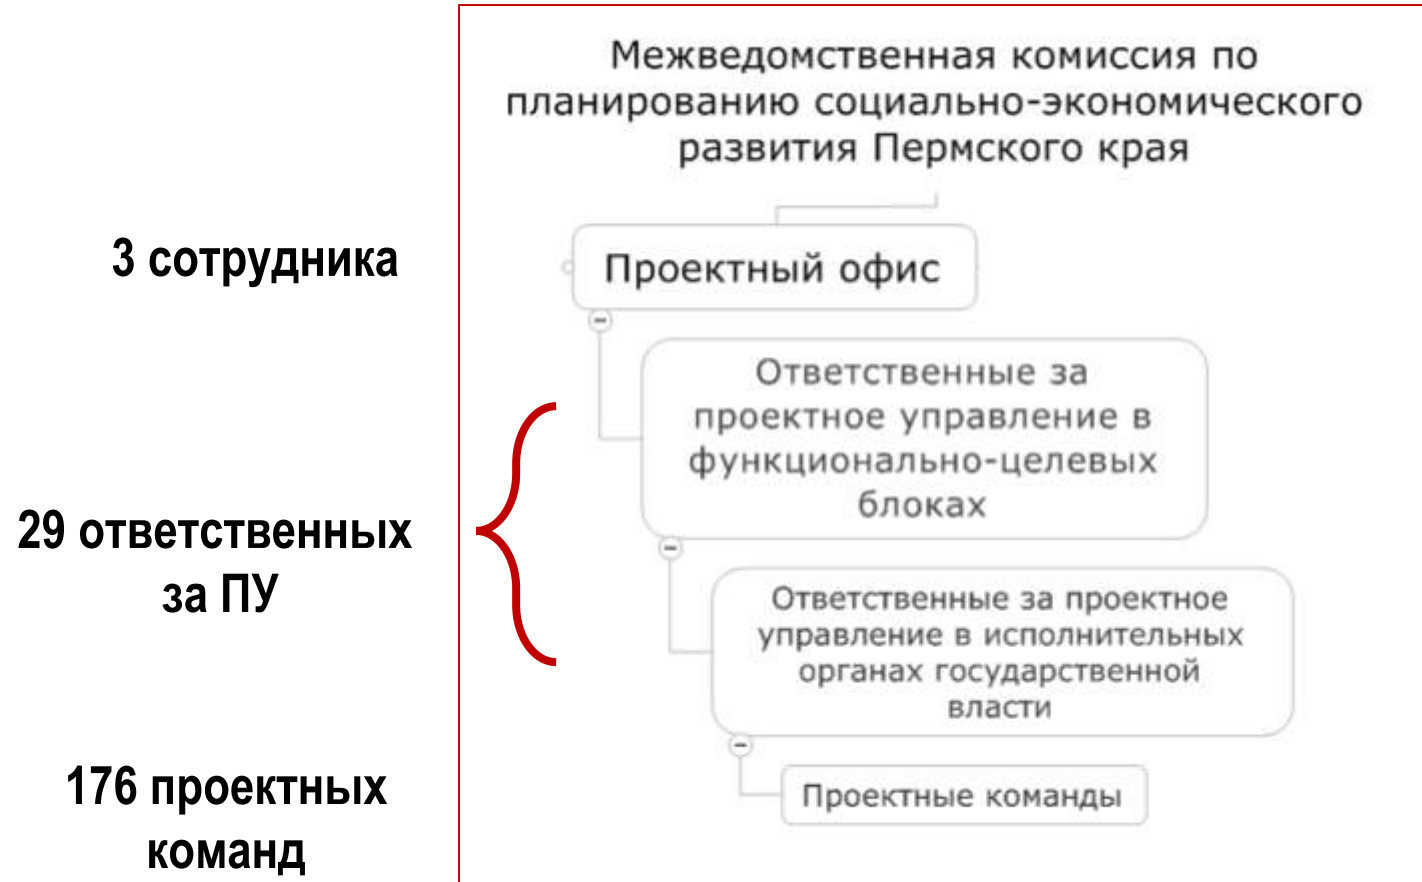 Межведомственная комиссия по
планированию социально-экономического
развития Пермского края
3 сотрудника
Проектный офис
Ответственные за
проектное управление в
функционально-целевых
блоках
29 ответственных
за ПУ
Ответственные за проектное
управление в исполнительных
органах государственной
власти
176 проектных
команд
Проектные команды